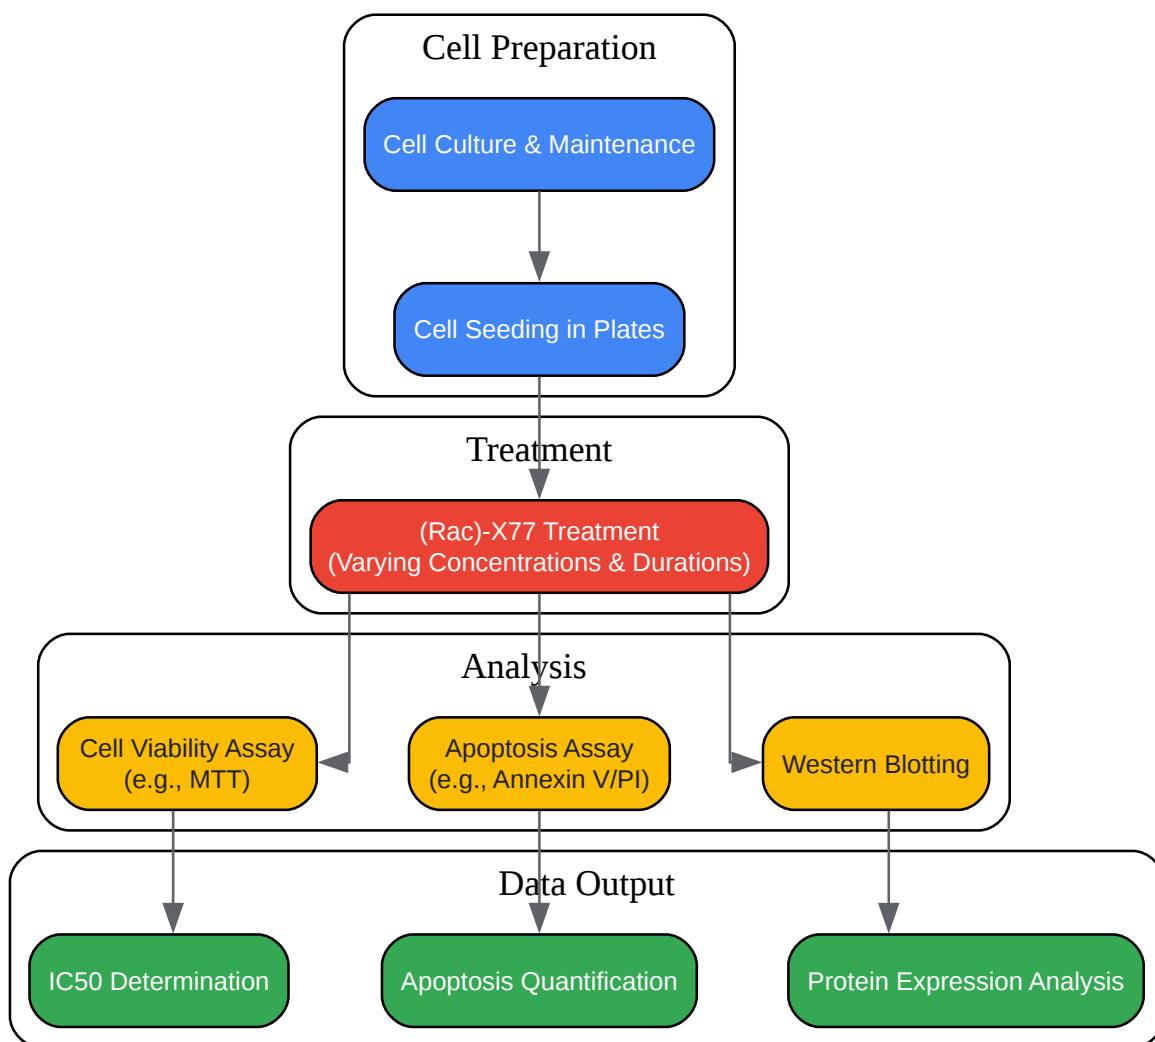 Cell Preparation
Cell Culture & Maintenance
Cell Seeding in Plates
Treatment
(Rac)-X77 Treatment
(Varying Concentrations & Durations)
Analysis
Cell Viability Assay
(e.g., MTT)
Apoptosis Assay
(e.g., Annexin V/PI)
Western Blotting
Data Output
IC50 Determination
Apoptosis Quantification
Protein Expression Analysis